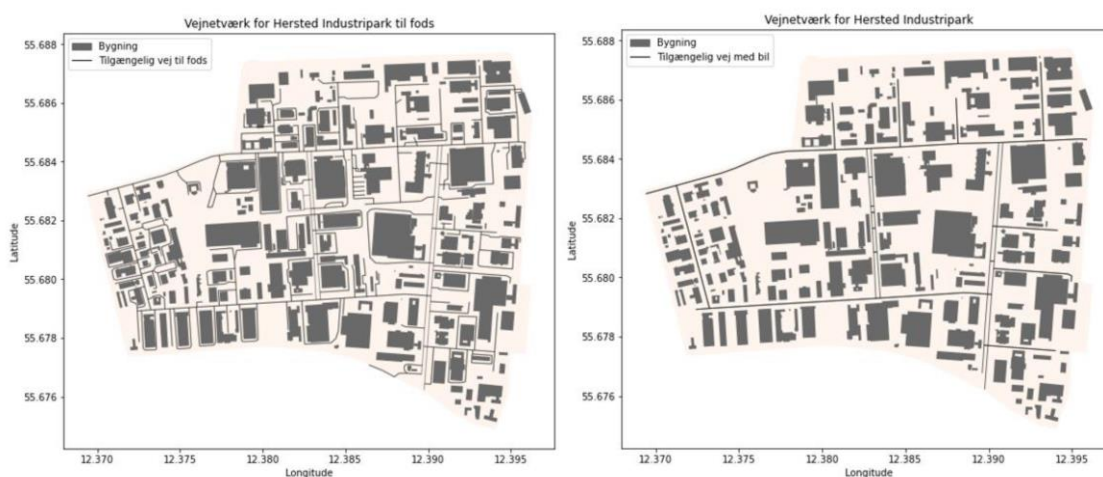 Vejnetværk for Hersted Industripark til fods
55.688
Bygning
Tilgængelig vej til fods
55.686
55.684
55.682
55.680
55.678
55.676
Latitude
12.370 12.375 12.380 12.385 12.390 12.395
Longitude
Vejnetværk for Hersted Industripark
55.688
Bygning
Tilgængelig vej med bil
55.686
55.684
55.682
55.680
55.678
55.676
Latitude
12.370 12.375 12.380 12.385 12.390 12.395
Longitude